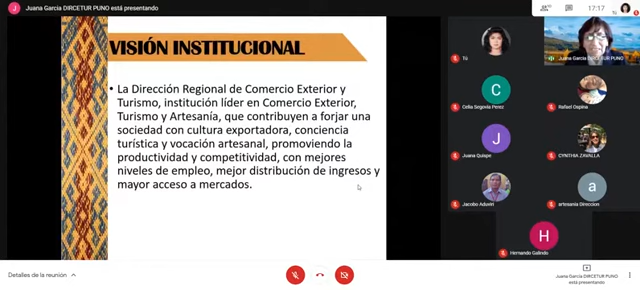 J Juana Garcia DIRCETUR PUNO está presentando
17:17
Tú
VISIÓN INSTITUCIONAL
• La Dirección Regional de Comercio Exterior y
Turismo, institución líder en Comercio Exterior,
Turismo y Artesanía, que contribuyen a forjar una
sociedad con cultura exportadora, conciencia
turística y vocación artesanal, promoviendo la
productividad y competitividad, con mejores
niveles de empleo, mejor distribución de ingresos y
mayor acceso a mercados.
Tú
Juana Garcia DIRCETUR PUNO
C
Celia Segovia Perez
Rafael Ospina
J
Juana Quispe
CYNTHIA ZAVALLA
Jacobo Aduviri
a
artesania Direccion
H
Hernando Galindo
Detalles de la reunión
Juana Garcia DIRCETUR PUNO
está presentando